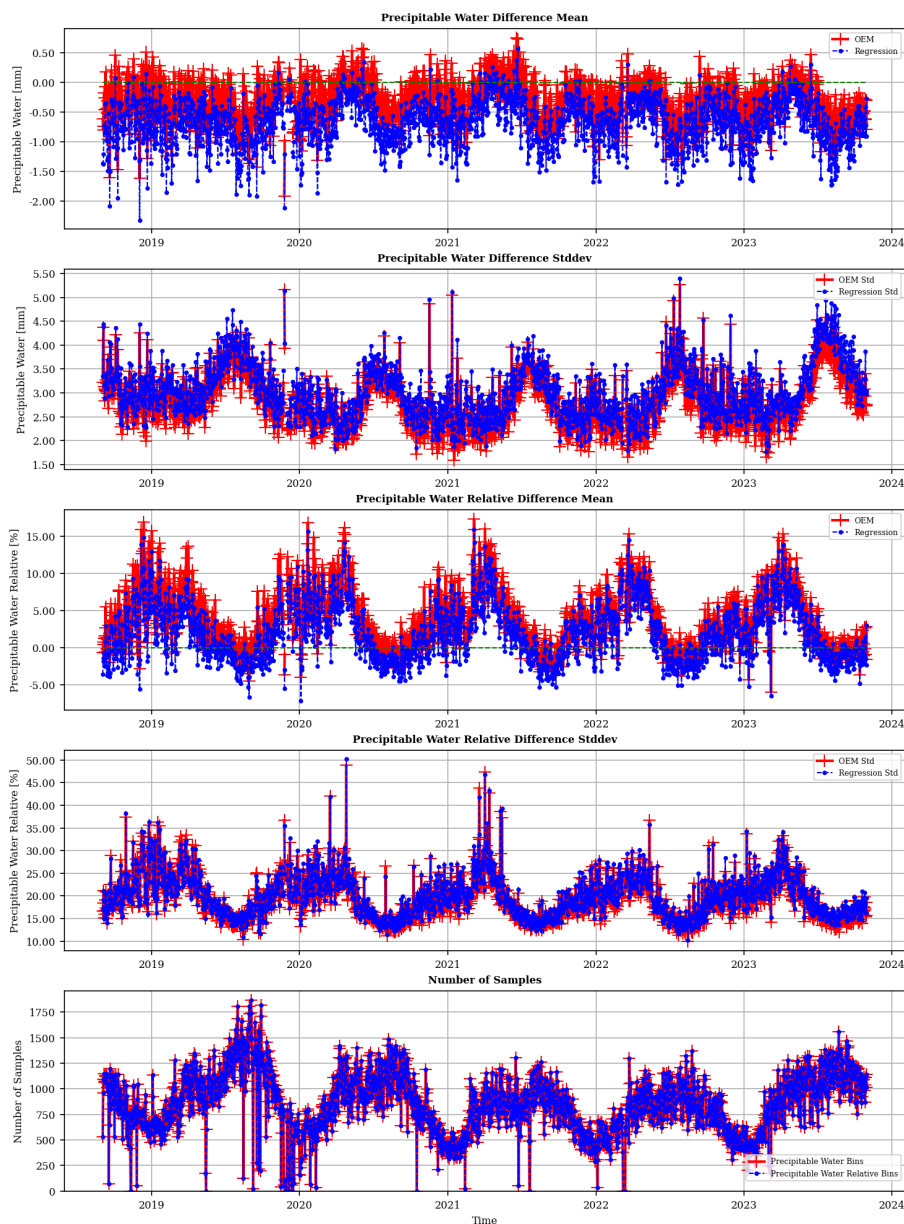 Precipitable Water Difference Mean
Precipitable Water [mm]
0.50
0.00
-0.50
-1.00
-1.50
-2.00
OEM
Regression
2019 2020 2021 2022 2023 2024
Precipitable Water Difference Stddev
Precipitable Water [mm]
5.50
5.00
4.50
4.00
3.50
3.00
2.50
2.00
1.50
OEM Std
Regression Std
2019 2020 2021 2022 2023 2024
Precipitable Water Relative Difference Mean
Precipitable Water Relative [%]
15.00
10.00
5.00
0.00
-5.00
OEM
Regression
2019 2020 2021 2022 2023 2024
Precipitable Water Relative Difference Stddev
Precipitable Water Relative [%]
50.00
45.00
40.00
35.00
30.00
25.00
20.00
15.00
10.00
OEM Std
Regression Std
2019 2020 2021 2022 2023 2024
Number of Samples
Number of Samples
1750
1500
1250
1000
750
500
250
0
Precipitable Water Bins
Precipitable Water Relative Bins
2019 2020 2021 2022 2023 2024
Time